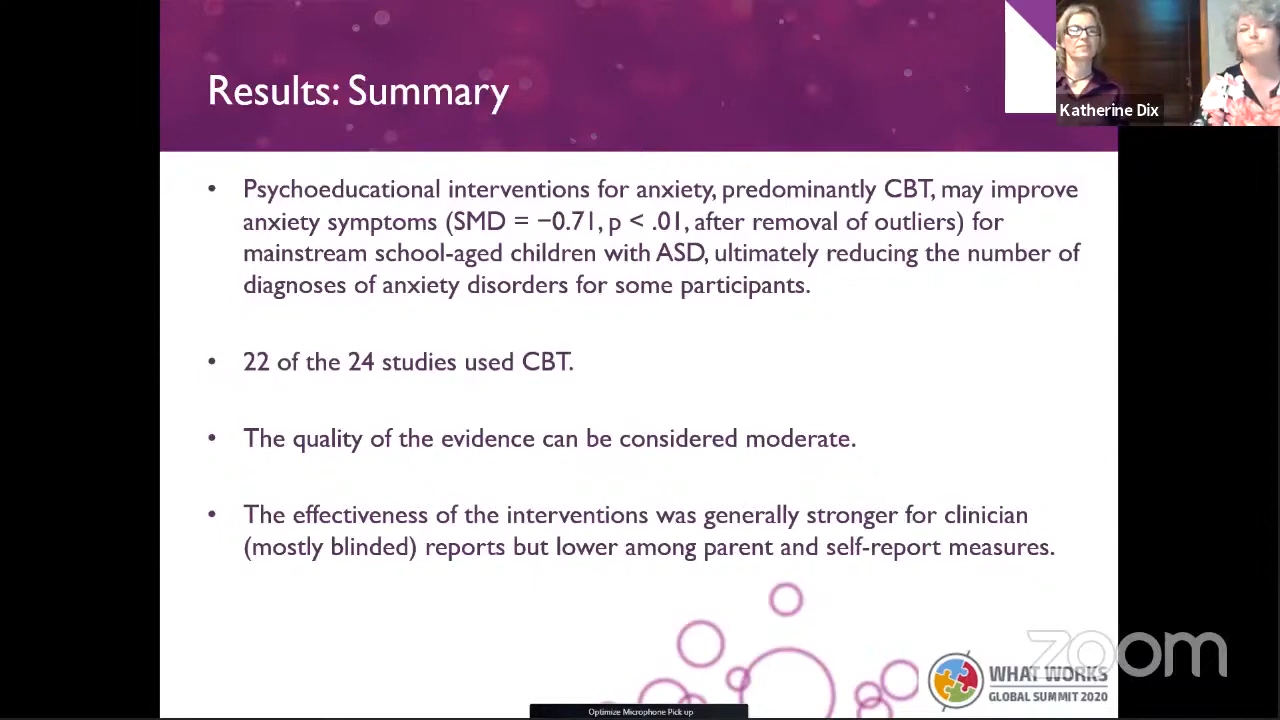 Results: Summary
Katherine Dix
• Psychoeducational interventions for anxiety, predominantly CBT, may improve
anxiety symptoms (SMD = −0.71, p < .01, after removal of outliers) for
mainstream school-aged children with ASD, ultimately reducing the number of
diagnoses of anxiety disorders for some participants.
• 22 of the 24 studies used CBT.
• The quality of the evidence can be considered moderate.
• The effectiveness of the interventions was generally stronger for clinician
(mostly blinded) reports but lower among parent and self-report measures.
zoom
WHAT WORKS
GLOBAL SUMMIT 2020
Optimize Microphone Pick up